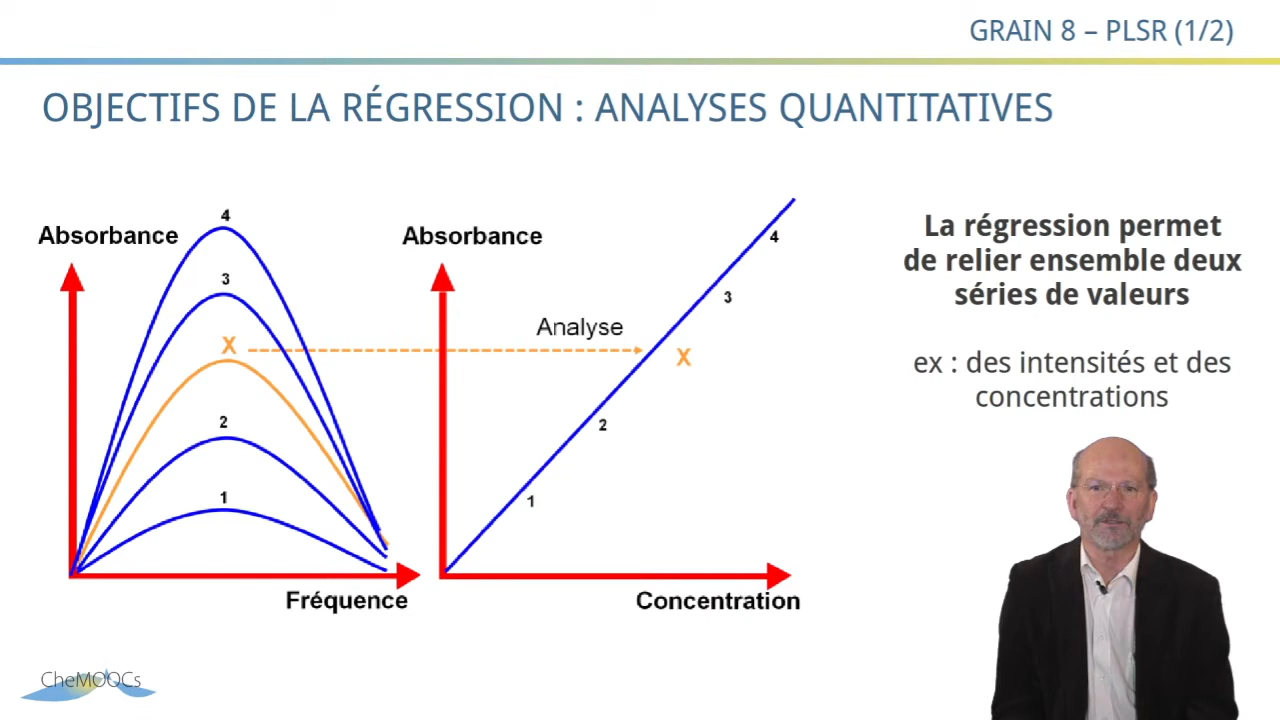 GRAIN 8 – PLSR (1/2)
OBJECTIFS DE LA RÉGRESSION : ANALYSES QUANTITATIVES
Absorbance
4
3
X
2
1
Fréquence
Absorbance
4
3
Analyse
X
2
1
Concentration
La régression permet
de relier ensemble deux
séries de valeurs
ex : des intensités et des
concentrations
CheMOOCs